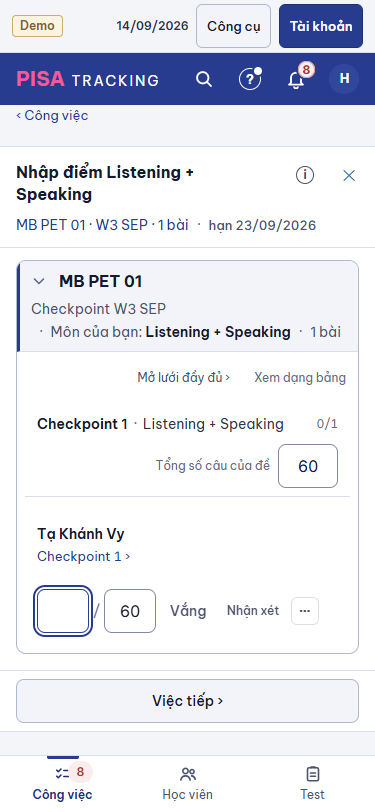 Demo
14/09/2026
Công cụ
Tài khoản
PISA TRACKING
?
8
H
‹ Công việc
Nhập điểm Listening + Speaking
MB PET 01 · W3 SEP · 1 bài · hạn 23/09/2026
MB PET 01
Checkpoint W3 SEP
· Môn của bạn: Listening + Speaking · 1 bài
Mở lưới đầy đủ ›
Xem dạng bảng
Checkpoint 1 · Listening + Speaking
0/1
Tổng số câu của đề
60
Tạ Khánh Vy
Checkpoint 1 ›
/ 60
Vắng
Nhận xét
···
Việc tiếp ›
8
Công việc
Học viên
Test